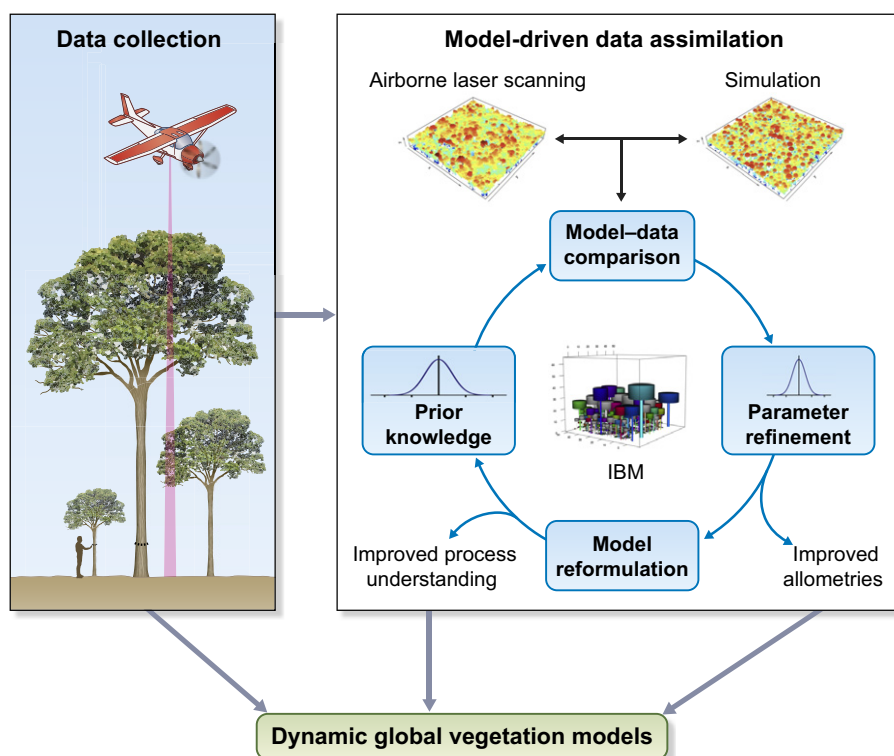 Data collection
Model-driven data assimilation
Airborne laser scanning
Simulation
Model–data
comparison
Prior
knowledge
IBM
Parameter
refinement
Model
reformulation
Improved process
understanding
Improved
allometries
Dynamic global vegetation models